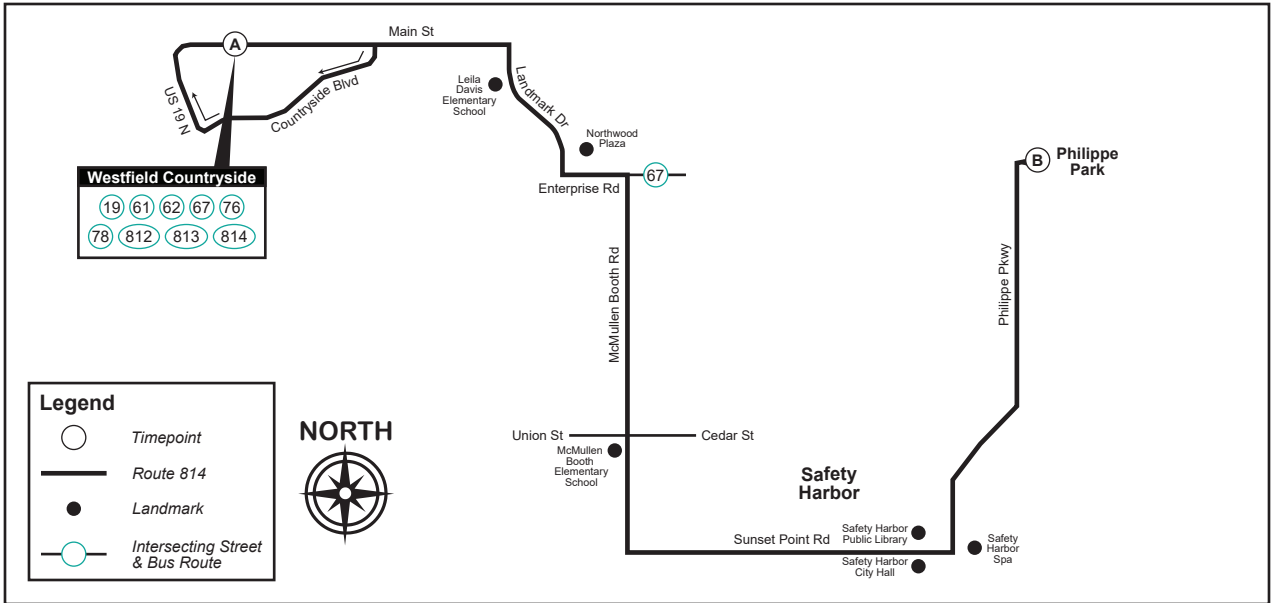 Main St
A
Leila
Davis
Elementary
School
Landmark Dr
US 19 N
Countryside Blvd
Northwood
Plaza
B
Philippe
Park
Westfield Countryside
19 61 62 67 76
78 812 813 814
67
Enterprise Rd
McMullen Booth Rd
Philippe Pkwy
Legend
Timepoint
Route 814
Landmark
Intersecting Street
& Bus Route
NORTH
Union St
Cedar St
McMullen
Booth
Elementary
School
Safety
Harbor
Sunset Point Rd
Safety Harbor
Public Library
Safety Harbor
City Hall
Safety
Harbor
Spa